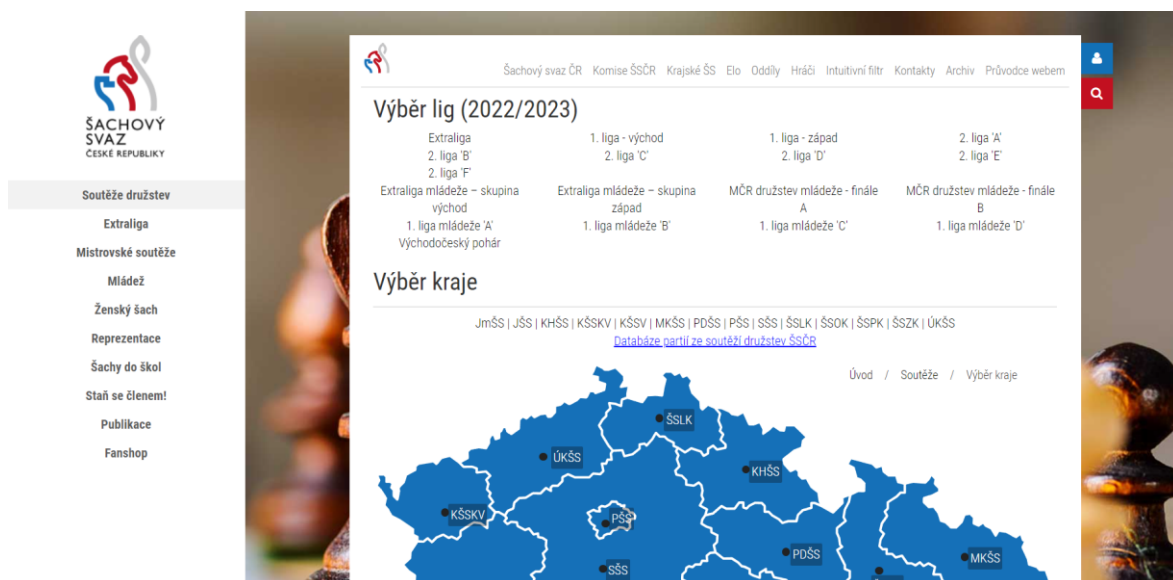 ŠACHOVÝ
SVAZ
ČESKÉ REPUBLIKY
Soutěže družstev
Extraliga
Mistrovské soutěže
Mládež
Ženský šach
Reprezentace
Šachy do škol
Staň se členem!
Publikace
Fanshop
Šachový svaz ČR Komise ŠSČR Krajské ŠS Elo Oddíly Hráči Intuitivní filtr Kontakty Archiv Průvodce webem
Výběr lig (2022/2023)
Extraliga 1. liga - východ 1. liga - západ 2. liga 'A'
2. liga 'B' 2. liga 'C' 2. liga 'D' 2. liga 'E'
2. liga 'F'
Extraliga mládeže – skupina Extraliga mládeže – skupina MČR družstev mládeže - finále MČR družstev mládeže - finále
východ západ A B
1. liga mládeže 'A' 1. liga mládeže 'B' 1. liga mládeže 'C' 1. liga mládeže 'D'
Východočeský pohár
Výběr kraje
JmŠS | JŠS | KHŠS | KŠSKV | KŠSV | MKŠS | PDŠS | PŠS | SŠS | ŠSLK | ŠSOK | ŠSPK | ŠSZK | ÚKŠS
Databáze partií ze soutěží družstev ŠSČR
Úvod / Soutěže / Výběr kraje
ŠSLK
ÚKŠS
KHŠS
KŠSKV
PŠS
PDŠS
MKŠS
SŠS